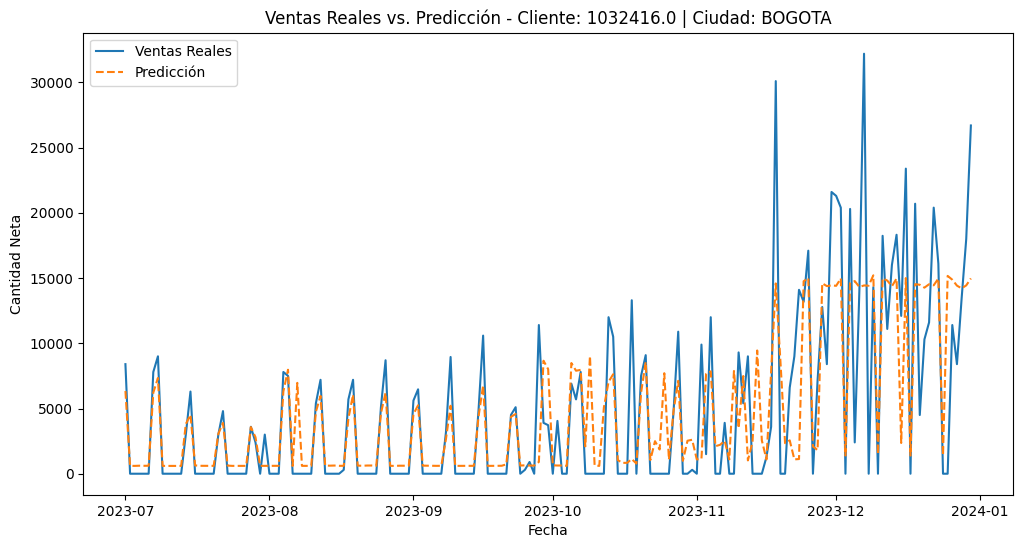 Ventas Reales vs. Predicción - Cliente: 1032416.0 | Ciudad: BOGOTA
Ventas Reales
Predicción
Cantidad Neta
30000
25000
20000
15000
10000
5000
0
2023-07
2023-08
2023-09
2023-10
2023-11
2023-12
2024-01
Fecha